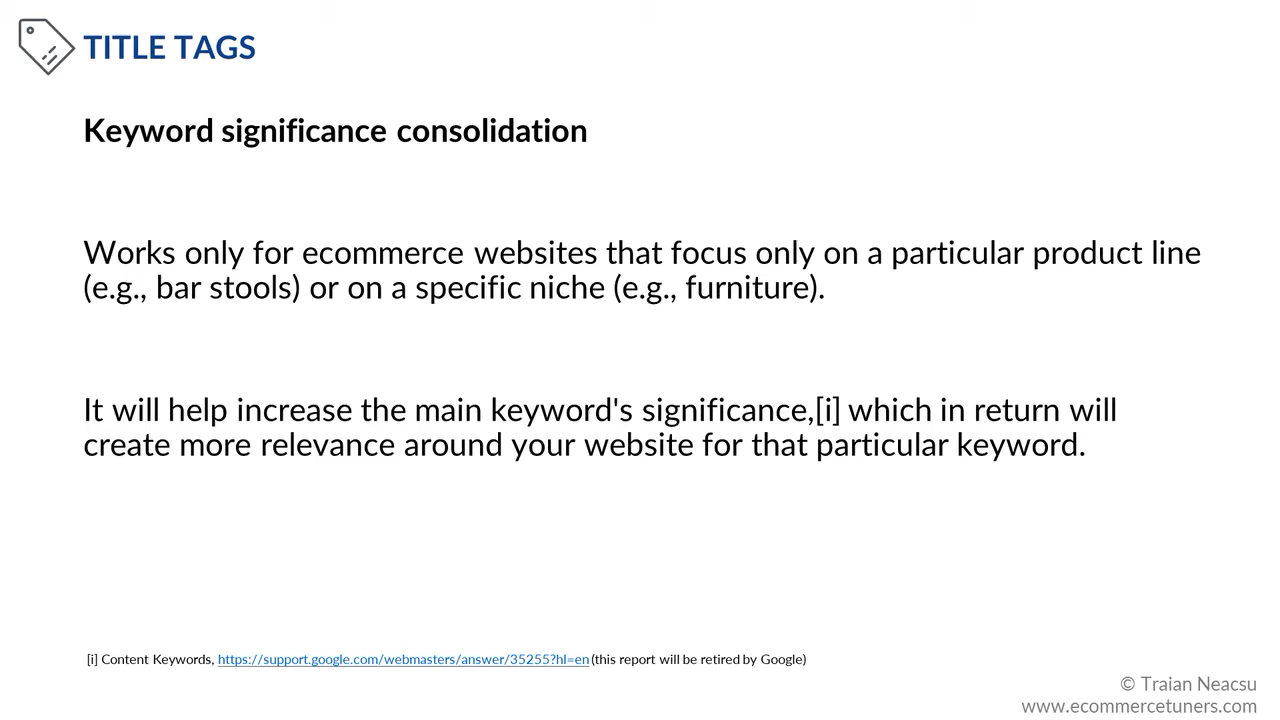 TITLE TAGS
Keyword significance consolidation
Works only for ecommerce websites that focus only on a particular product line
(e.g., bar stools) or on a specific niche (e.g., furniture).
It will help increase the main keyword's significance,[i] which in return will
create more relevance around your website for that particular keyword.
[i] Content Keywords, https://support.google.com/webmasters/answer/35255?hl=en (this report will be retired by Google)
© Traian Neacsu
www.ecommercetuners.com